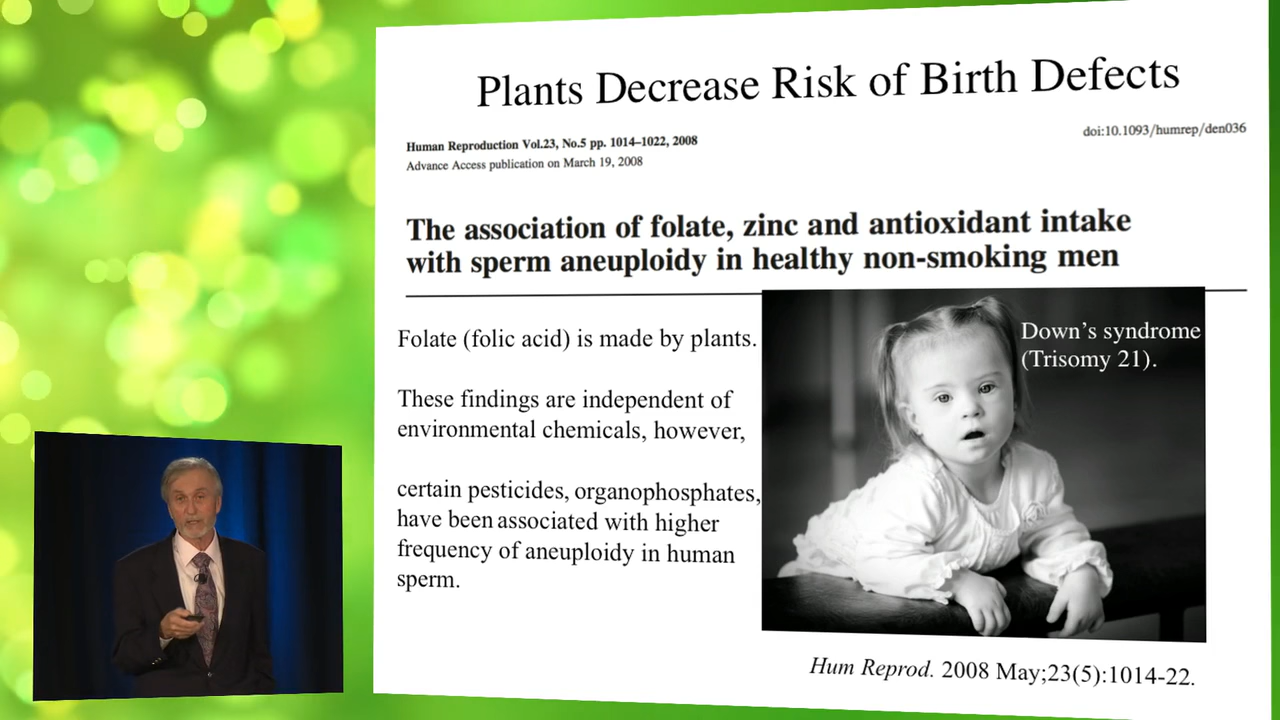 Plants Decrease Risk of Birth Defects
Human Reproduction Vol.23, No.5 pp. 1014–1022, 2008
doi:10.1093/humrep/den036
Advance Access publication on March 19, 2008
The association of folate, zinc and antioxidant intake
with sperm aneuploidy in healthy non-smoking men
Folate (folic acid) is made by plants.
These findings are independent of
environmental chemicals, however,
certain pesticides, organophosphates,
have been associated with higher
frequency of aneuploidy in human
sperm.
Down's syndrome
(Trisomy 21).
Hum Reprod. 2008 May;23(5):1014-22.